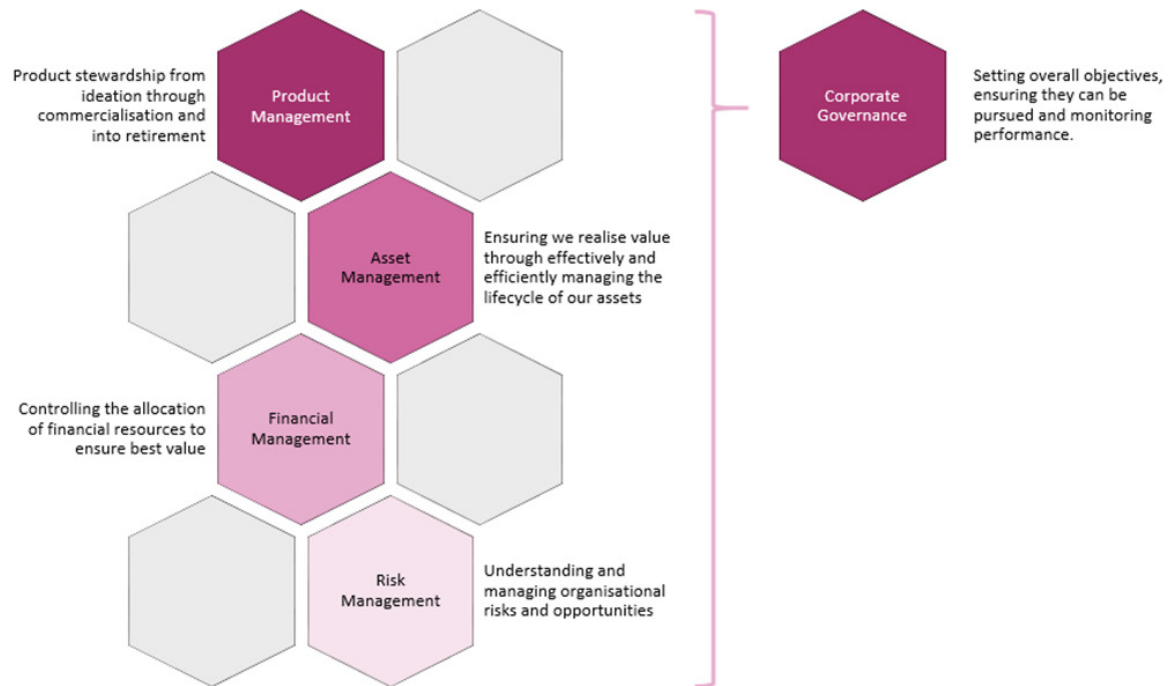 Product stewardship from
ideation through
commercialisation and
into retirement
Product
Management
Corporate
Governance
Setting overall objectives,
ensuring they can be
pursued and monitoring
performance.
Asset
Management
Ensuring we realise value
through effectively and
efficiently managing the
lifecycle of our assets
Controlling the allocation
of financial resources to
ensure best value
Financial
Management
Risk
Management
Understanding and
managing organisational
risks and opportunities